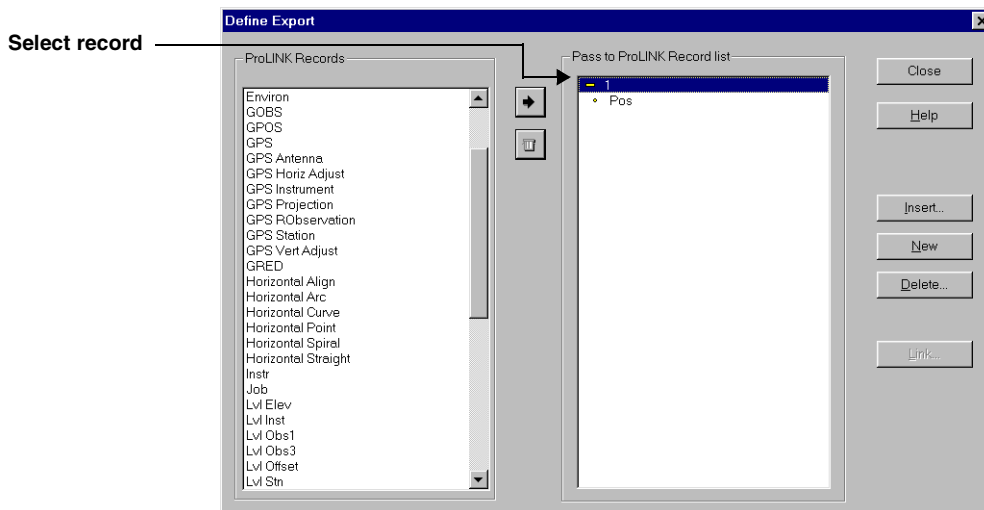 Define Export
Select record
ProLINK Records
Environ
GOBS
GPOS
GPS
GPS Antenna
GPS Horiz Adjust
GPS Instrument
GPS Projection
GPS RObservation
GPS Station
GPS Vert Adjust
GRED
Horizontal Align
Horizontal Arc
Horizontal Curve
Horizontal Point
Horizontal Spiral
Horizontal Straight
Instr
Job
Lvl Elev
Lvl Inst
Lvl Obs1
Lvl Obs3
Lvl Offset
Lvl Stn
Pass to ProLINK Record list
1
Pos
Close
Help
Insert...
New
Delete...
Link...